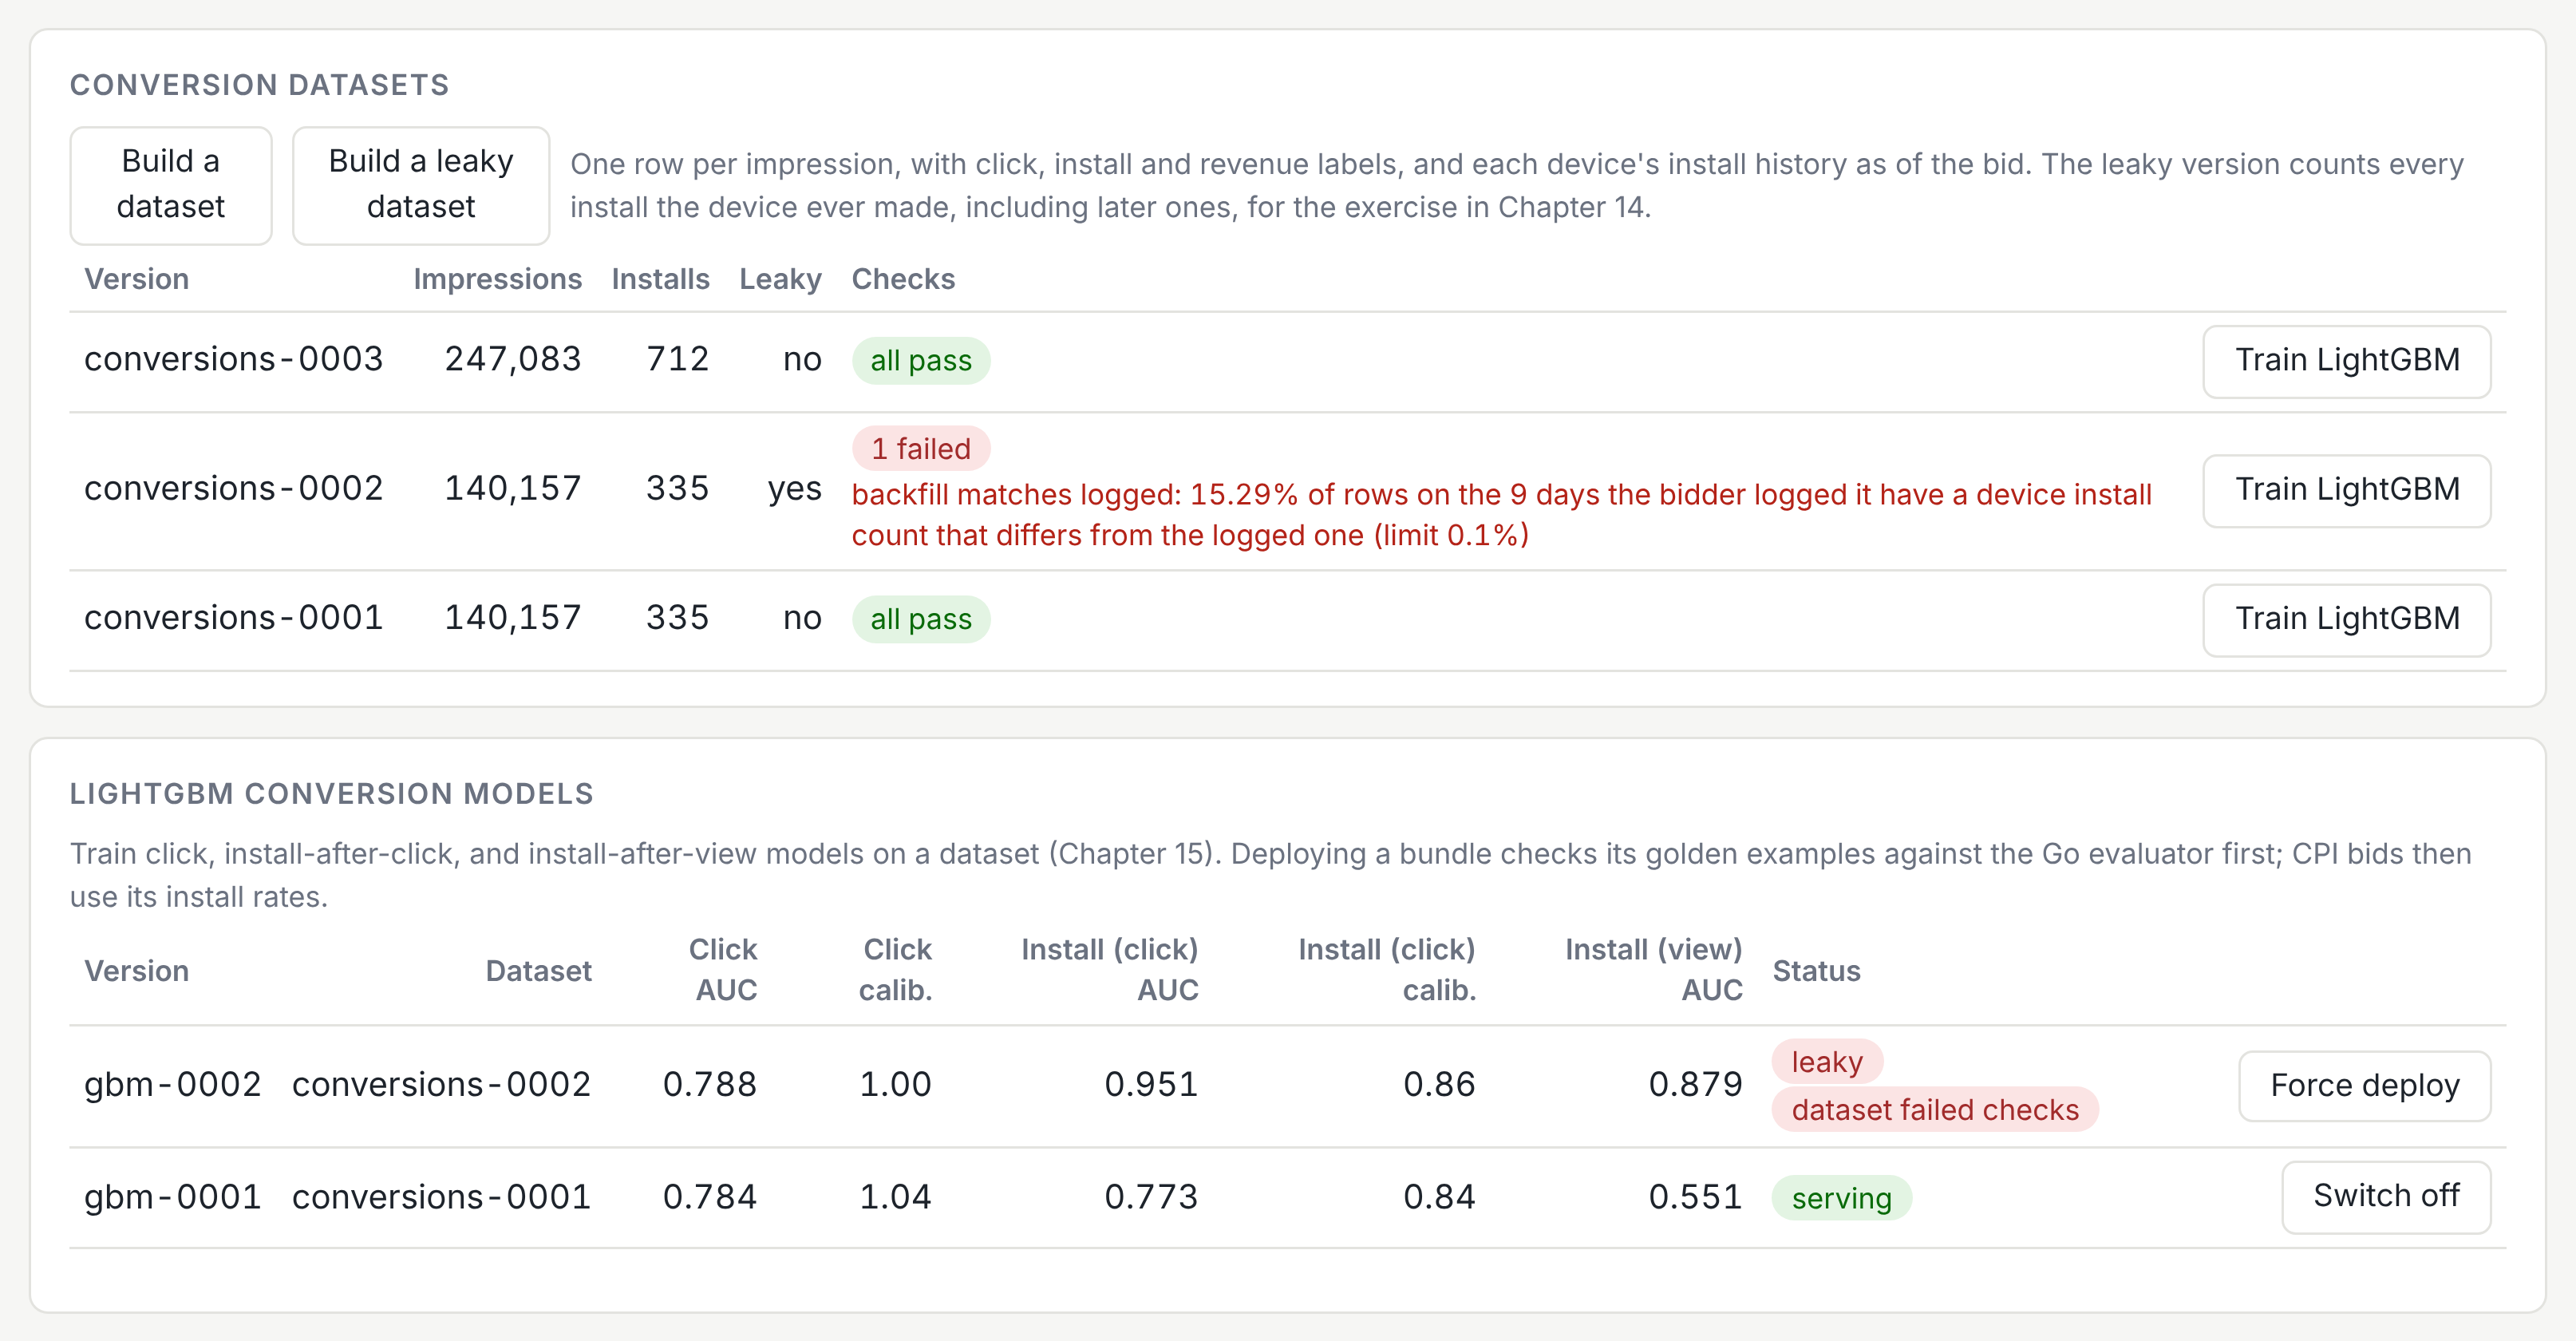 CONVERSION DATASETS
Build a
dataset
Build a leaky
dataset
One row per impression, with click, install and revenue labels, and each device's install history as of the bid. The leaky version counts every
install the device ever made, including later ones, for the exercise in Chapter 14.
Version Impressions Installs Leaky Checks
conversions-0003 247,083 712 no all pass Train LightGBM
conversions-0002 140,157 335 yes 1 failed
backfill matches logged: 15.29% of rows on the 9 days the bidder logged it have a device install
count that differs from the logged one (limit 0.1%)
Train LightGBM
conversions-0001 140,157 335 no all pass Train LightGBM
LIGHTGBM CONVERSION MODELS
Train click, install-after-click, and install-after-view models on a dataset (Chapter 15). Deploying a bundle checks its golden examples against the Go evaluator first; CPI bids then
use its install rates.
Version Dataset Click AUC Click calib. Install (click) AUC Install (click) calib. Install (view) AUC Status
gbm-0002 conversions-0002 0.788 1.00 0.951 0.86 0.879 leaky
dataset failed checks
Force deploy
gbm-0001 conversions-0001 0.784 1.04 0.773 0.84 0.551 serving Switch off